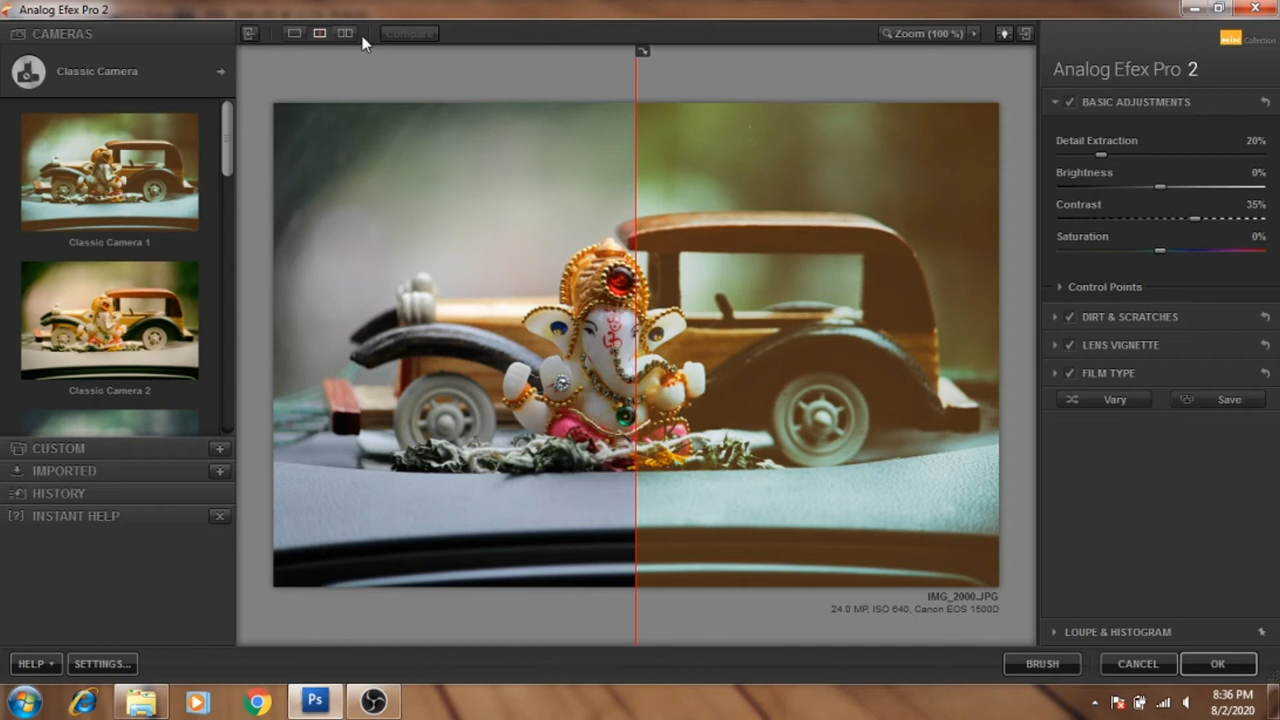 Analog Efex Pro 2
CAMERAS
Compare
Zoom (100 %)
Collection
Classic Camera
Analog Efex Pro 2
BASIC ADJUSTMENTS
Detail Extraction 20%
Brightness 0%
Contrast 35%
Saturation 0%
Control Points
DIRT & SCRATCHES
LENS VIGNETTE
FILM TYPE
Vary Save
Classic Camera 1
Classic Camera 2
CUSTOM
IMPORTED
HISTORY
[?] INSTANT HELP
IMG_2000.JPG
24.0 MP, ISO 640, Canon EOS 1500D
LOUPE & HISTOGRAM
HELP
SETTINGS...
BRUSH
CANCEL
OK
Ps
8:36 PM
8/2/2020